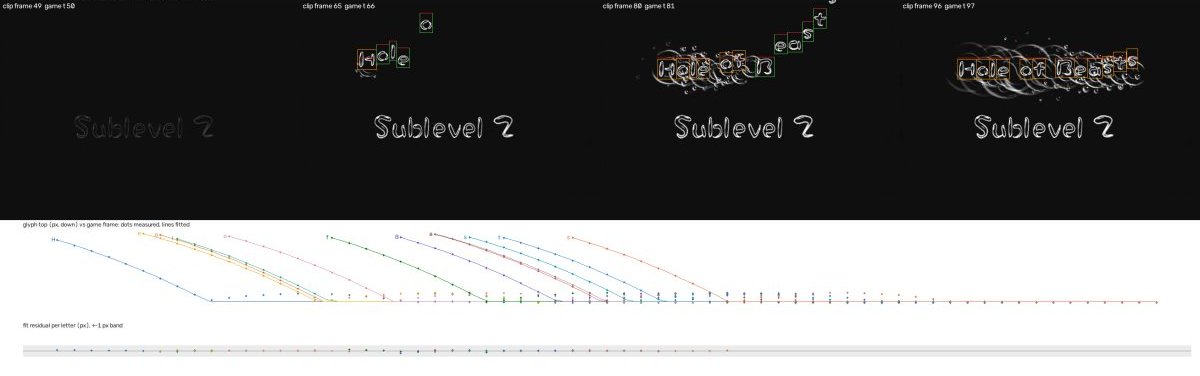 clip frame 49 game t 50
clip frame 65 game t 66
clip frame 80 game t 81
clip frame 96 game t 97
Hole
o
Hole of B east
Hole of Beasts
Sublevel 2
Sublevel 2
Sublevel 2
Sublevel 2
glyph top (px, down) vs game frame: dots measured, lines fitted
fit residual per letter (px), +-1 px band